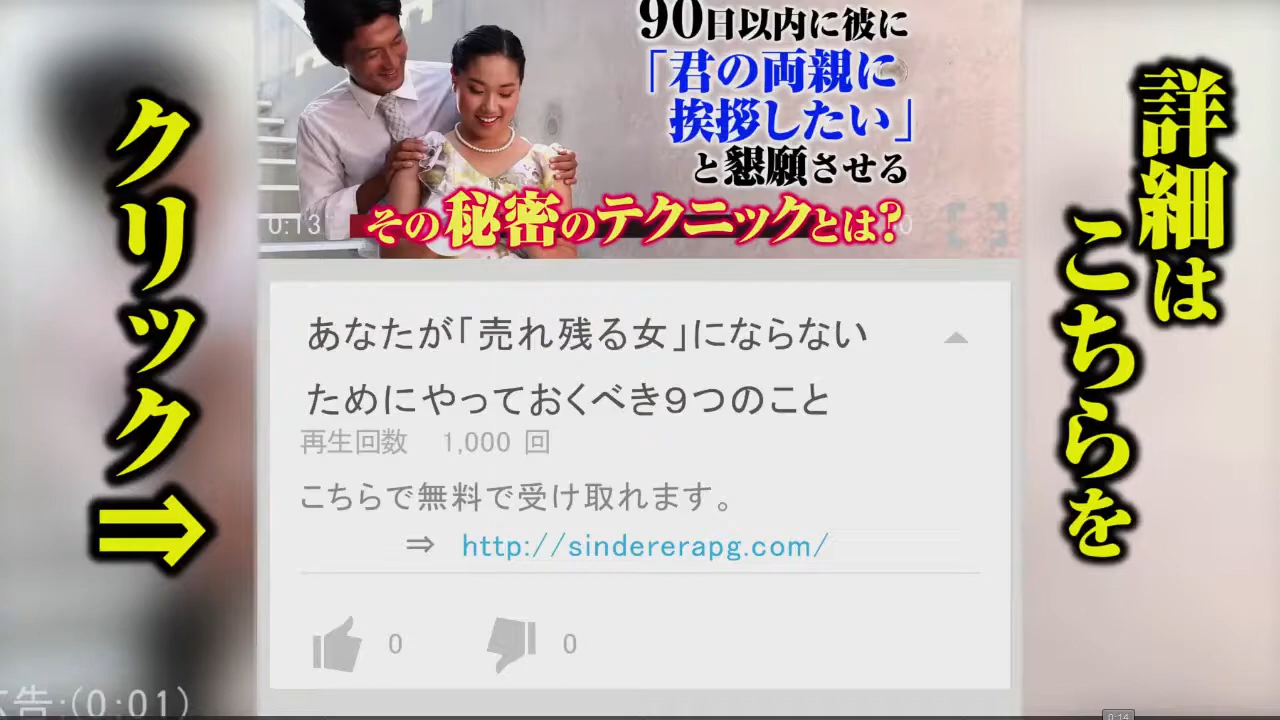 90日以内に彼に
「君の両親に
挨拶したい」
と懇願させる
その秘密のテクニックとは?
0:13
詳細は
こちらを
クリック⇒
あなたが「売れ残る女」にならない
ためにやっておくべき9つのこと
再生回数 1,000 回
こちらで無料で受け取れます。
⇒ http://sindererapg.com/
0
0
広告:(0:01)
0:14